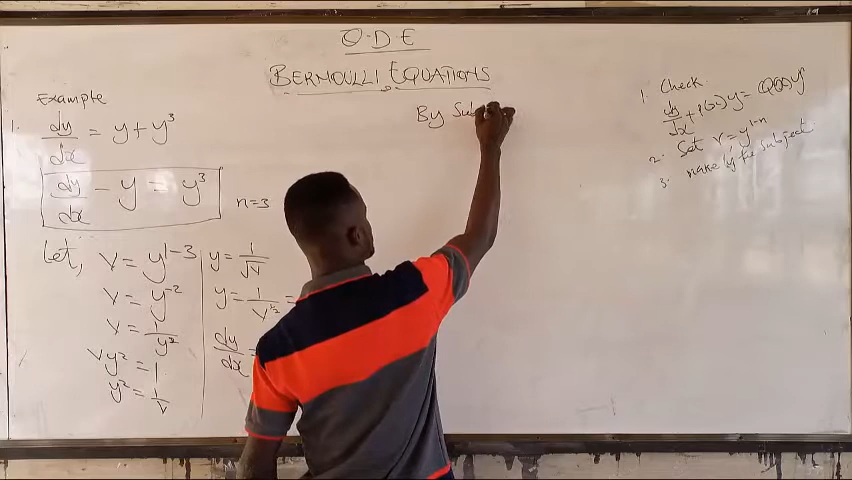 O.D.E
BERNOULLI EQUATIONS
Example
1. dy/dx = y + y³
dy/dx - y = y³
n=3
Let, v = y^1-3
v = y^-2
v = 1/y²
vy² = 1
y² = 1/v
y = 1/√v
y = 1/v^½ =
dy/dx =
By Sub
1. Check
dy/dx + P(x)y = Q(x)yⁿ
2. Set v = y^1-n
3. make y the subject